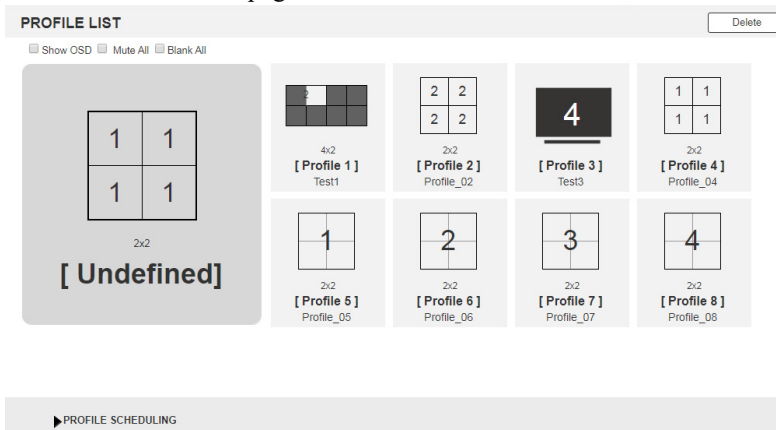 PROFILE LIST
Delete
Show OSD Mute All Blank All
1 1
1 1
2x2
[ Undefined]
2
4x2
[ Profile 1 ]
Test1
2 2
2 2
2x2
[ Profile 2 ]
Profile_02
4
[ Profile 3 ]
Test3
1 1
1 1
2x2
[ Profile 4 ]
Profile_04
1
2x2
[ Profile 5 ]
Profile_05
2
2x2
[ Profile 6 ]
Profile_06
3
2x2
[ Profile 7 ]
Profile_07
4
2x2
[ Profile 8 ]
Profile_08
PROFILE SCHEDULING